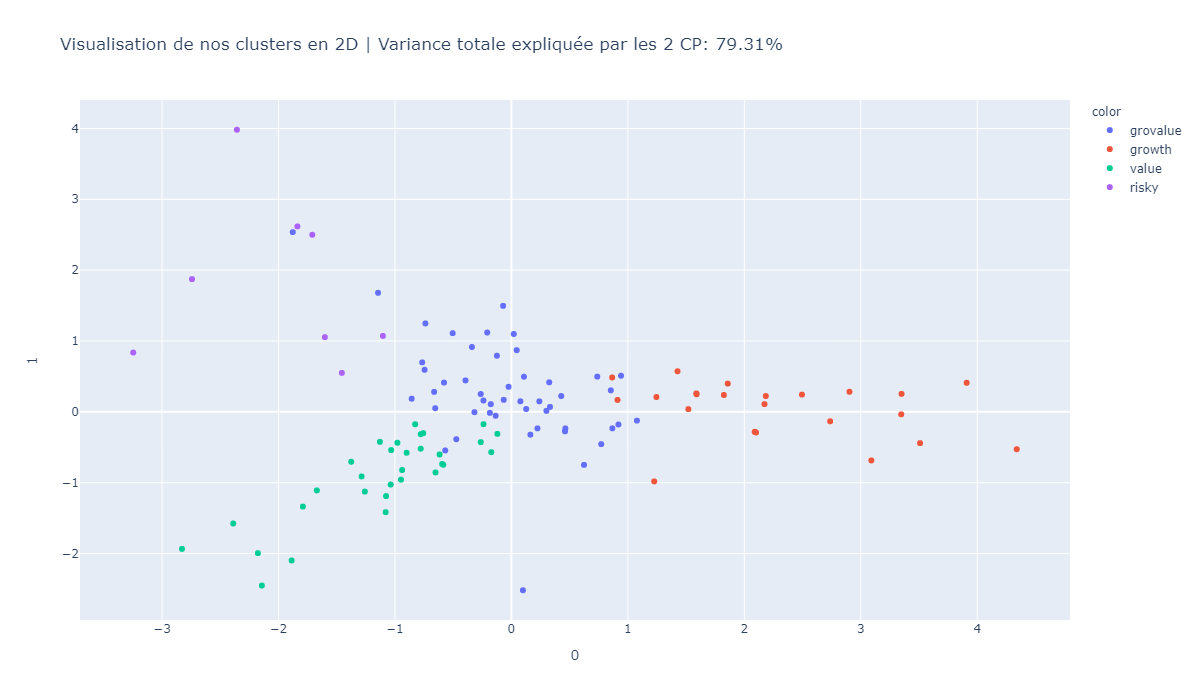 Visualisation de nos clusters en 2D | Variance totale expliquée par les 2 CP: 79.31%
color
grovalue
growth
value
risky
4
3
2
1
0
−1
−2
1
−3 −2 −1 0 1 2 3 4
0